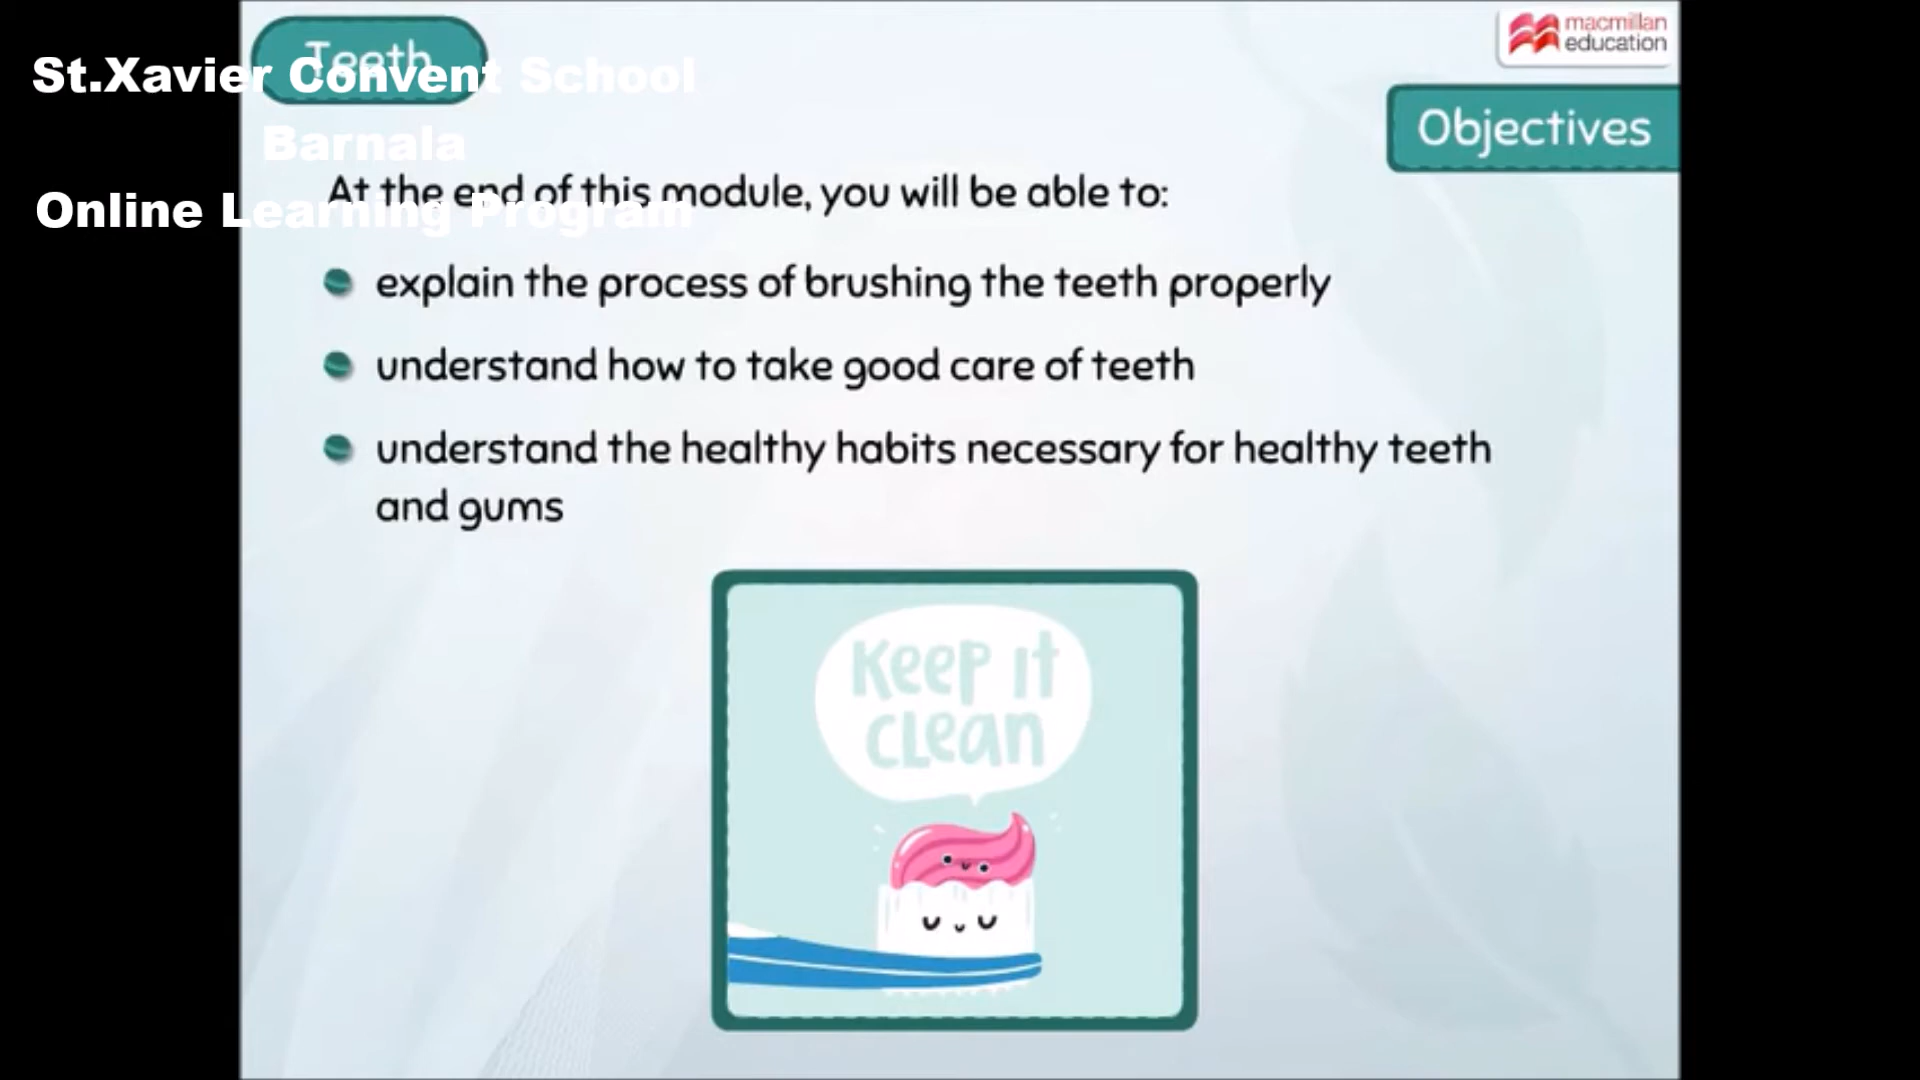 Teeth
macmillan
education
St.Xavier Convent School
Barnala
Online Learning Program
Objectives
At the end of this module, you will be able to:
explain the process of brushing the teeth properly
understand how to take good care of teeth
understand the healthy habits necessary for healthy teeth
and gums
Keep it
clean